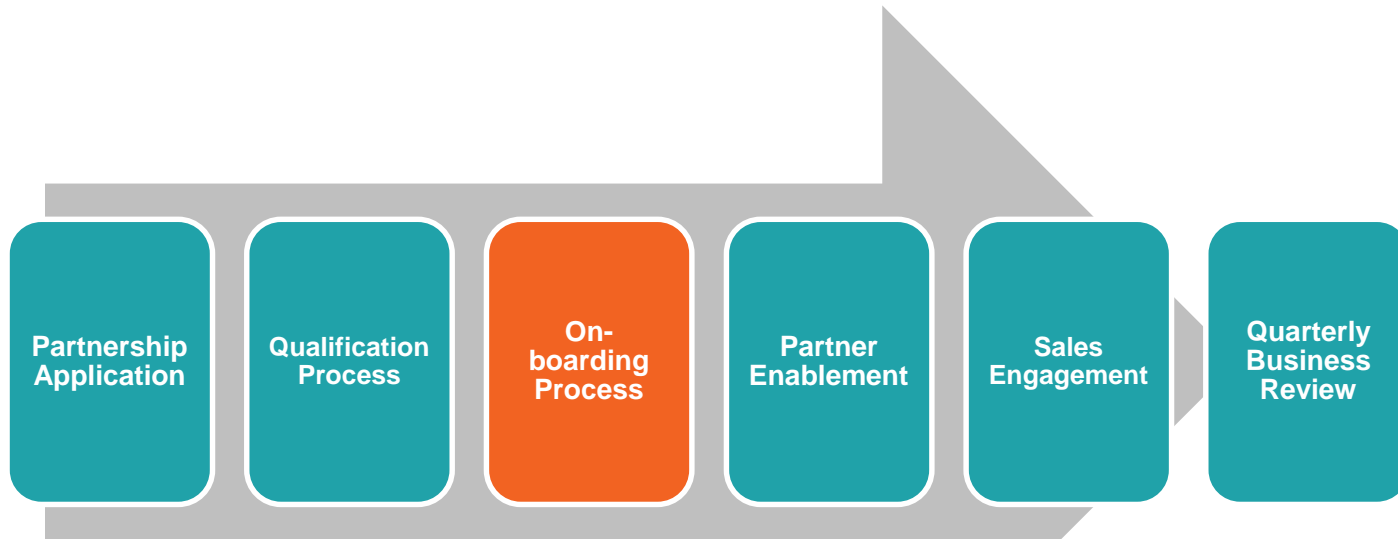 Partnership
Application
Qualification
Process
On-
boarding
Process
Partner
Enablement
Sales
Engagement
Quarterly
Business
Review